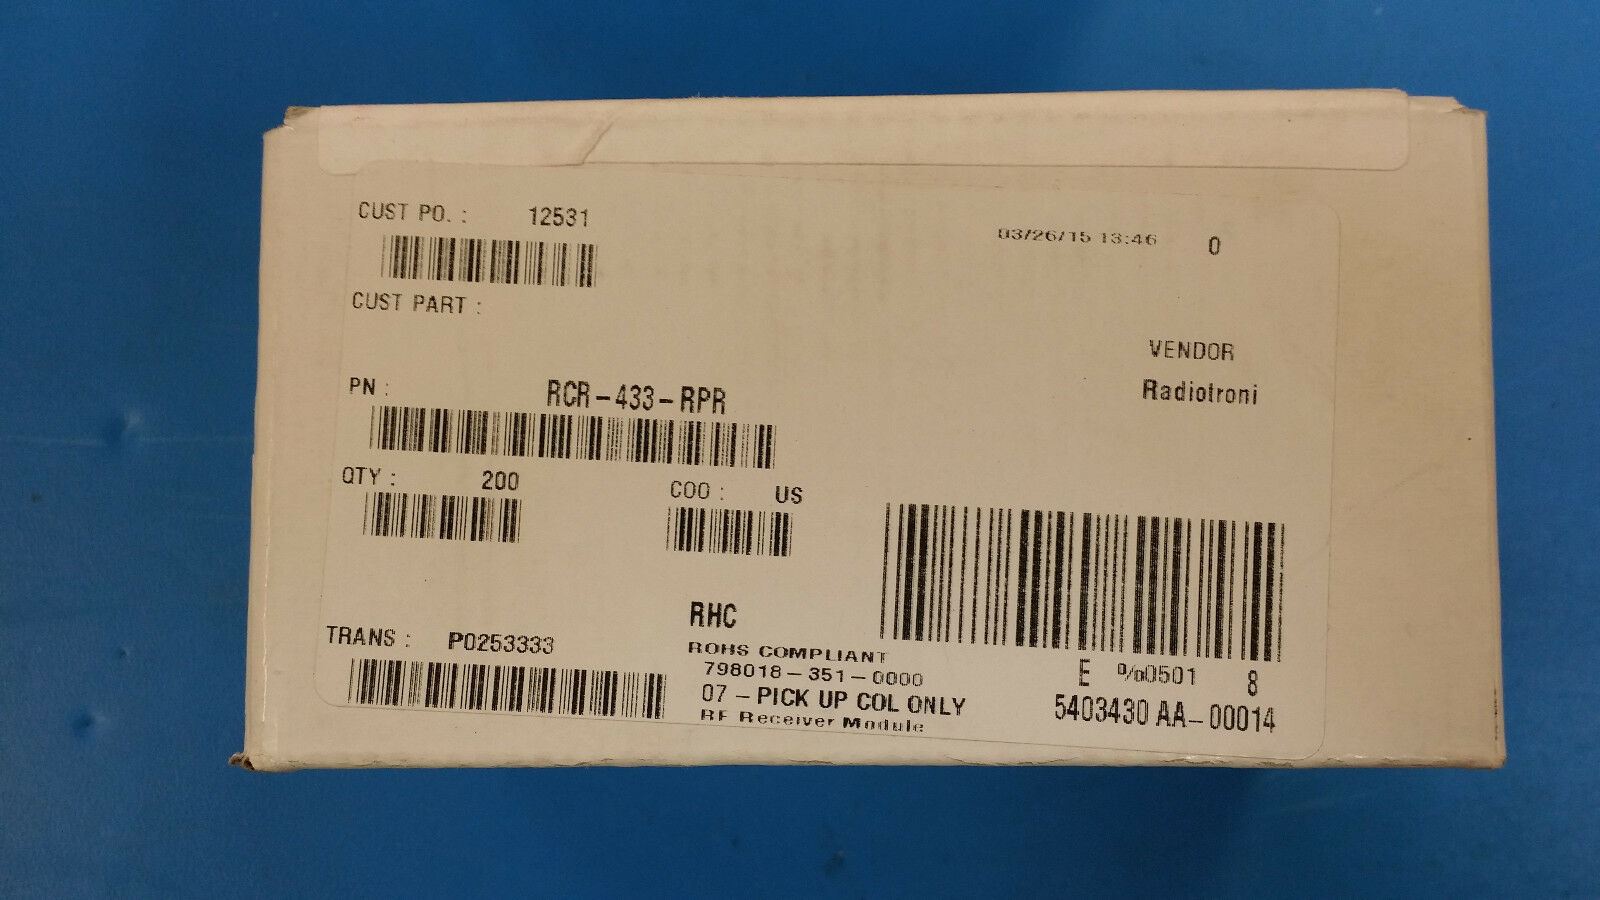 CUST PO. : 12531
03/26/15 13:46 0
CUST PART :
VENDOR
Radiotroni
PN : RCR-433-RPR
QTY : 200
COO : US
RHC
TRANS : P0253333
ROHS COMPLIANT
798018-351-0000
07 - PICK UP COL ONLY
RF Receiver Module
E %0501 8
5403430 AA-00014